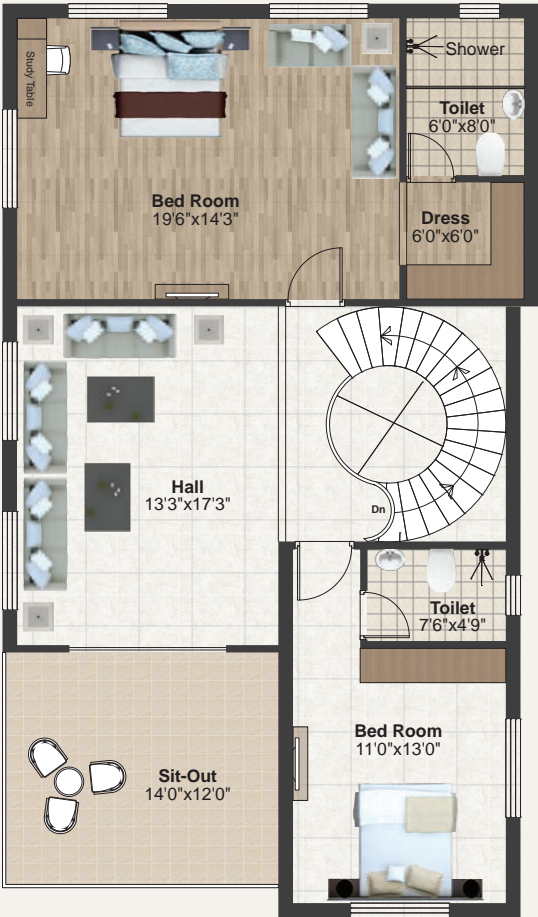 Study Table
Shower
Toilet
6'0"x8'0"
Bed Room
19'6"x14'3"
Dress
6'0"x6'0"
Hall
13'3"x17'3"
Dn
Toilet
7'6"x4'9"
Bed Room
11'0"x13'0"
Sit-Out
14'0"x12'0"